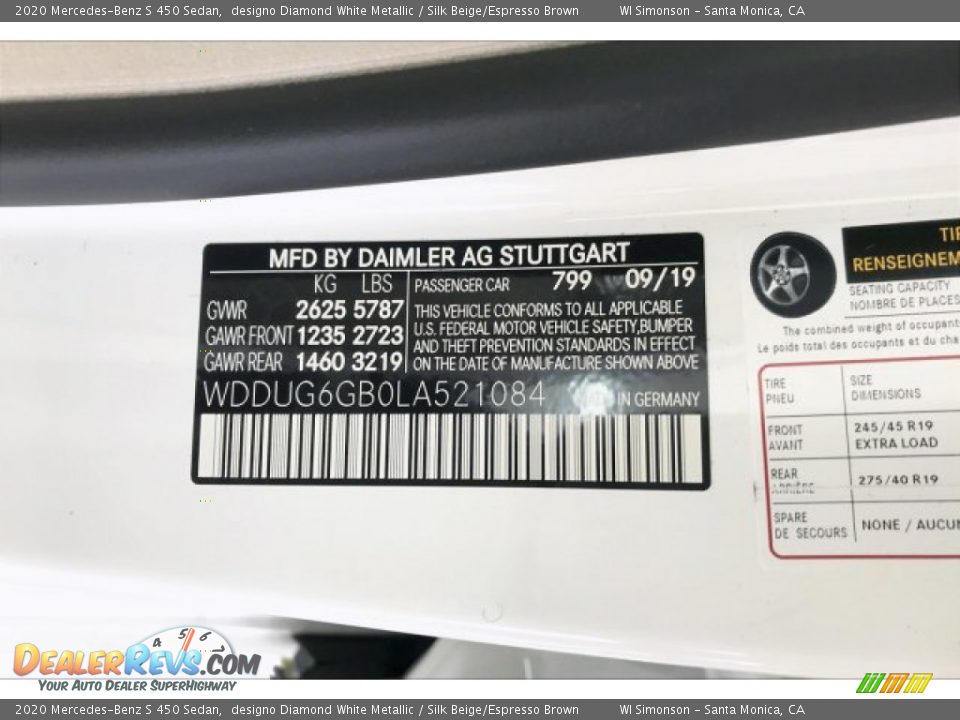 2020 Mercedes-Benz S 450 Sedan, designo Diamond White Metallic / Silk Beige/Espresso Brown WI Simonson - Santa Monica, CA
MFD BY DAIMLER AG STUTTGART
KG LBS
GVWR 2625 5787
GAWR FRONT 1235 2723
GAWR REAR 1460 3219
PASSENGER CAR 799 09/19
THIS VEHICLE CONFORMS TO ALL APPLICABLE
U.S. FEDERAL MOTOR VEHICLE SAFETY,BUMPER
AND THEFT PREVENTION STANDARDS IN EFFECT
ON THE DATE OF MANUFACTURE SHOWN ABOVE
WDDUG6GB0LA521084 IN GERMANY
RENSEIGNEM
SEATING CAPACITY
NOMBRE DE PLACES
The combined weight of occupant
Le poids total des occupants et du cha
TIRE SIZE
PNEU DIMENSIONS
FRONT 245/45 R19
AVANT EXTRA LOAD
REAR 275/40 R19
ARRIÈRE
SPARE NONE / AUCUN
DE SECOURS
4 5 6
DealerRevs.com
Your Auto Dealer SuperHighway
2020 Mercedes-Benz S 450 Sedan, designo Diamond White Metallic / Silk Beige/Espresso Brown WI Simonson - Santa Monica, CA